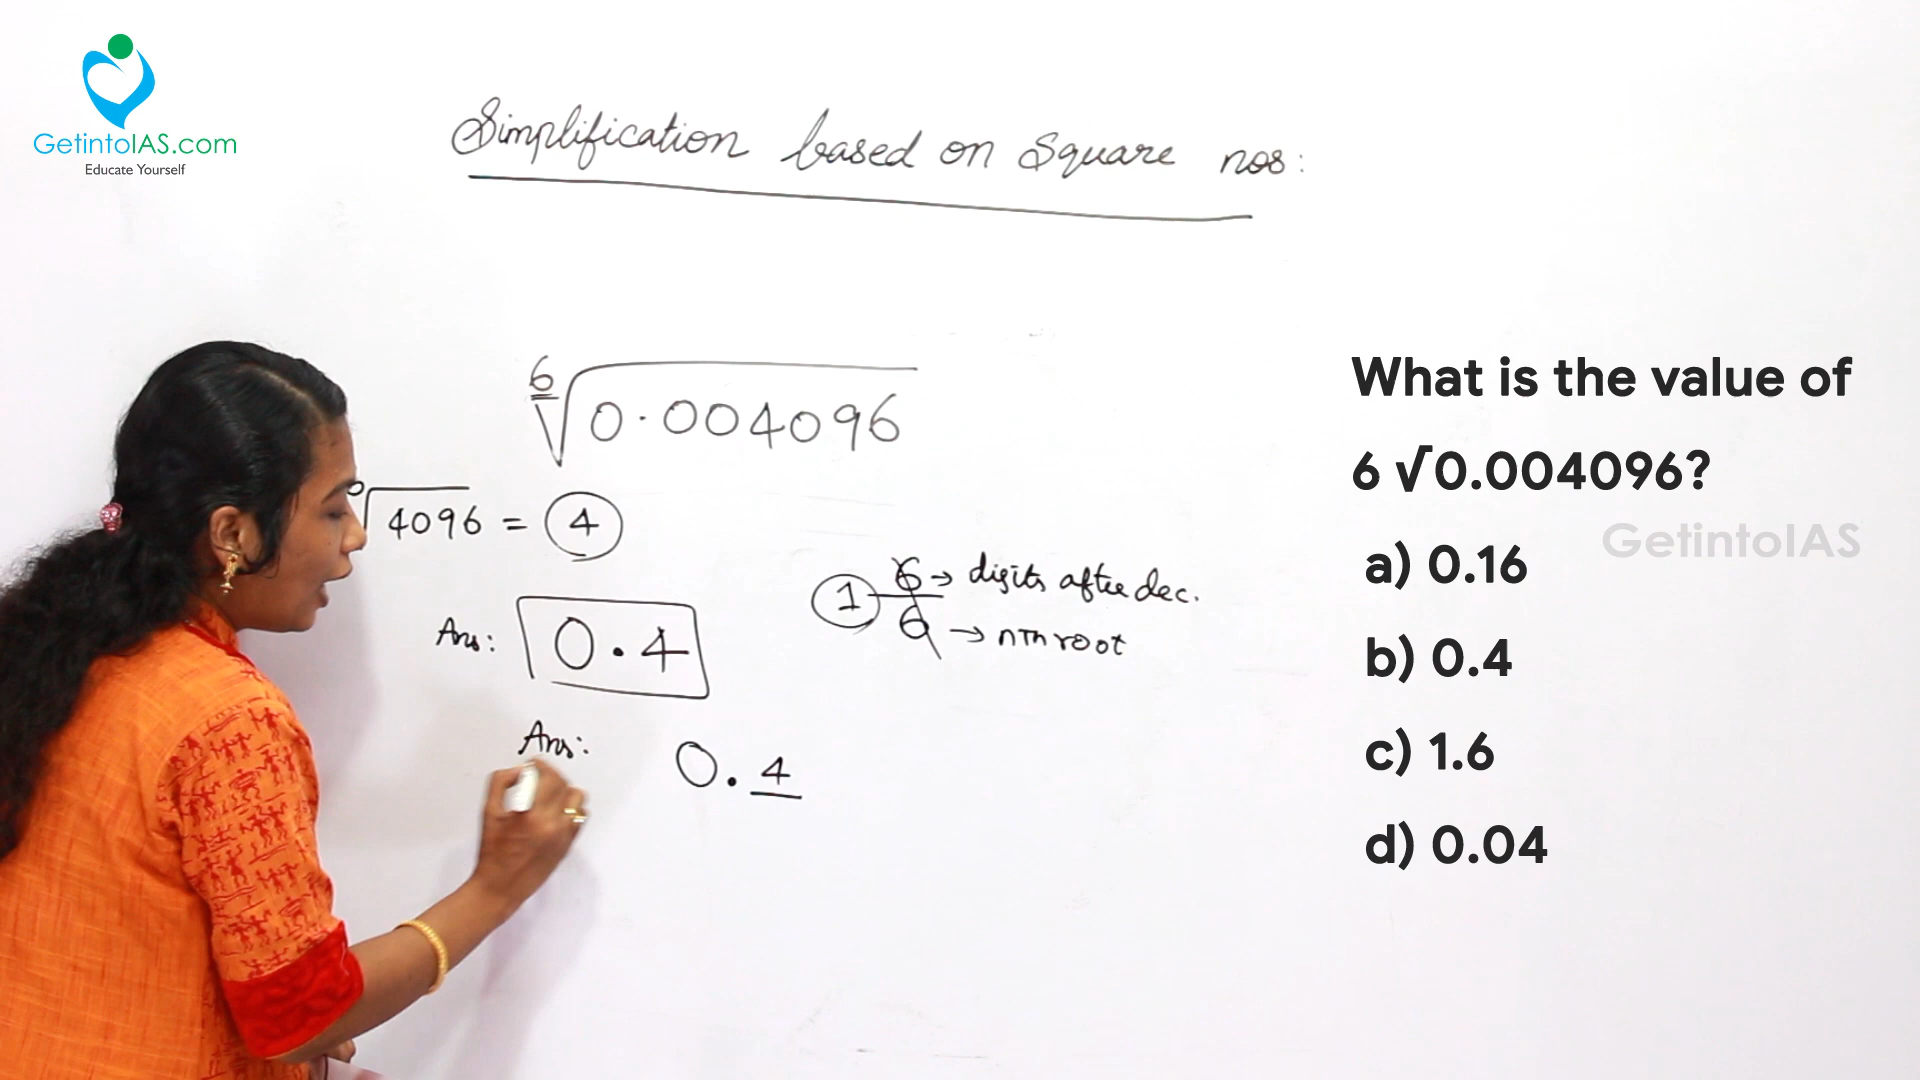 GetintoIAS.com
Educate Yourself
Simplification based on Square nos:
6√0.004096
√4096 = 4
Ans: 0.4
1 6/6 → digits after dec.
→ nth root
Ans: 0.4
What is the value of
6 √0.004096?
GetintoIAS
a) 0.16
b) 0.4
c) 1.6
d) 0.04